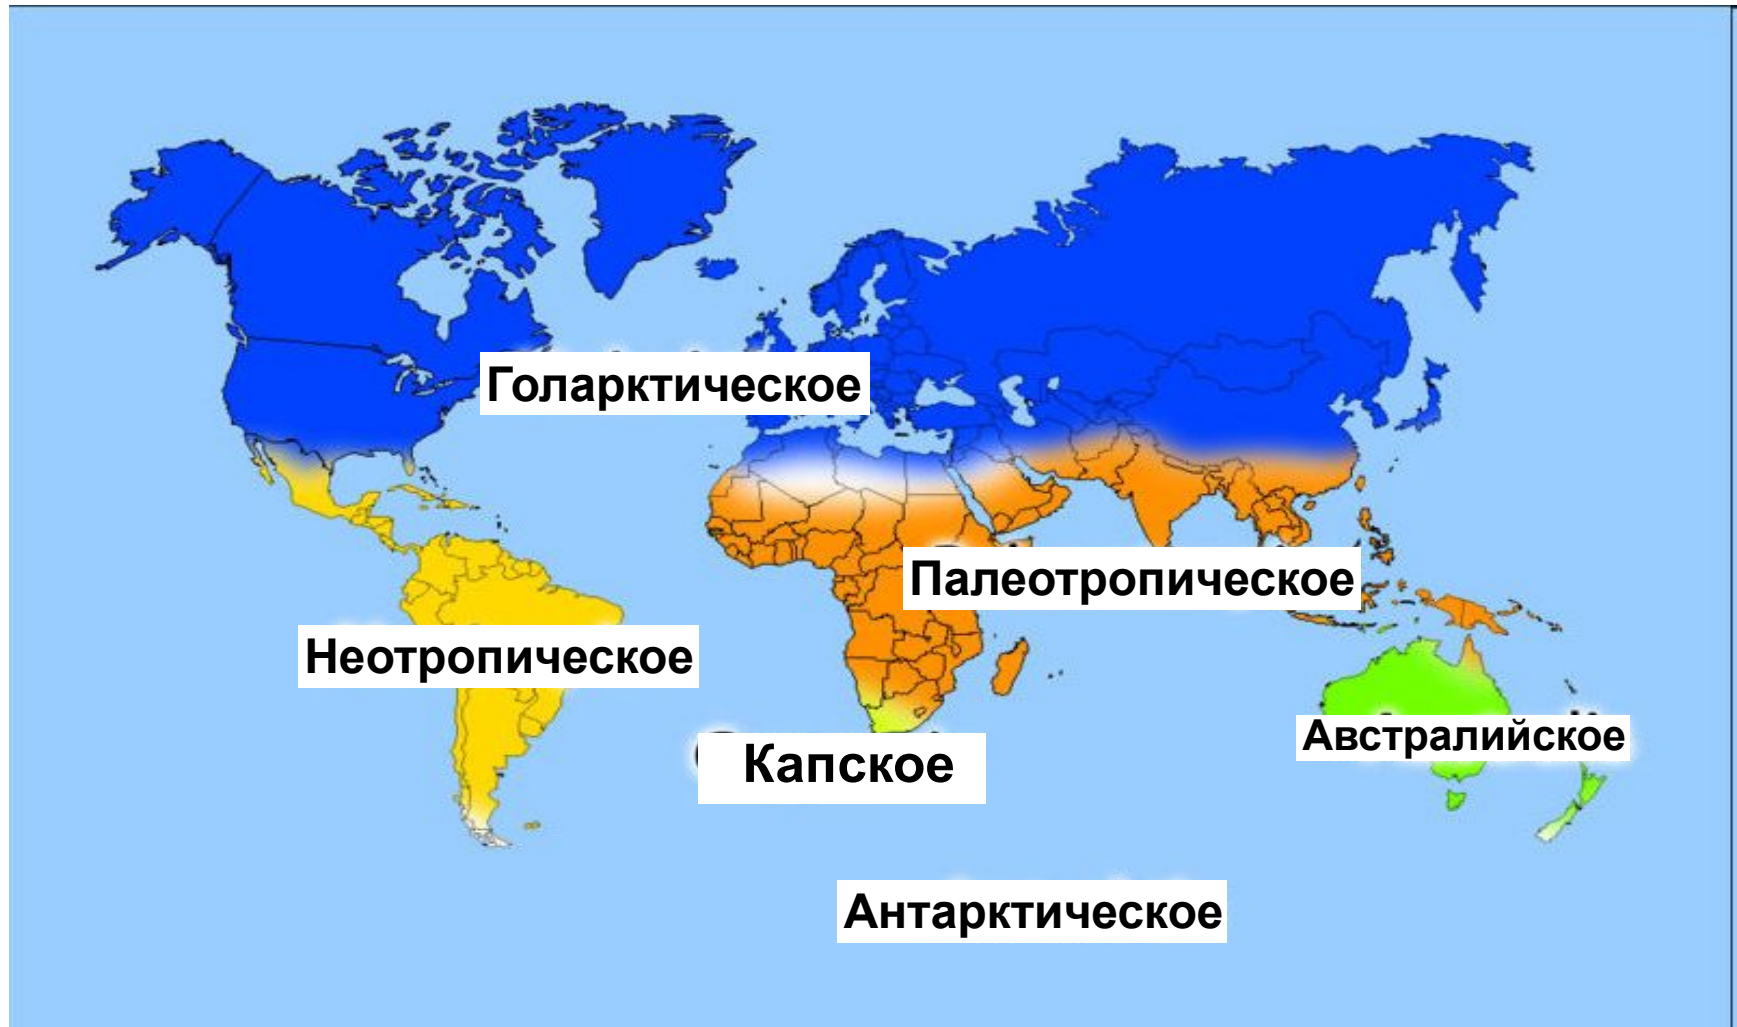 Голарктическое
Палеотропическое
Неотропическое
Австралийское
Капское
Антарктическое